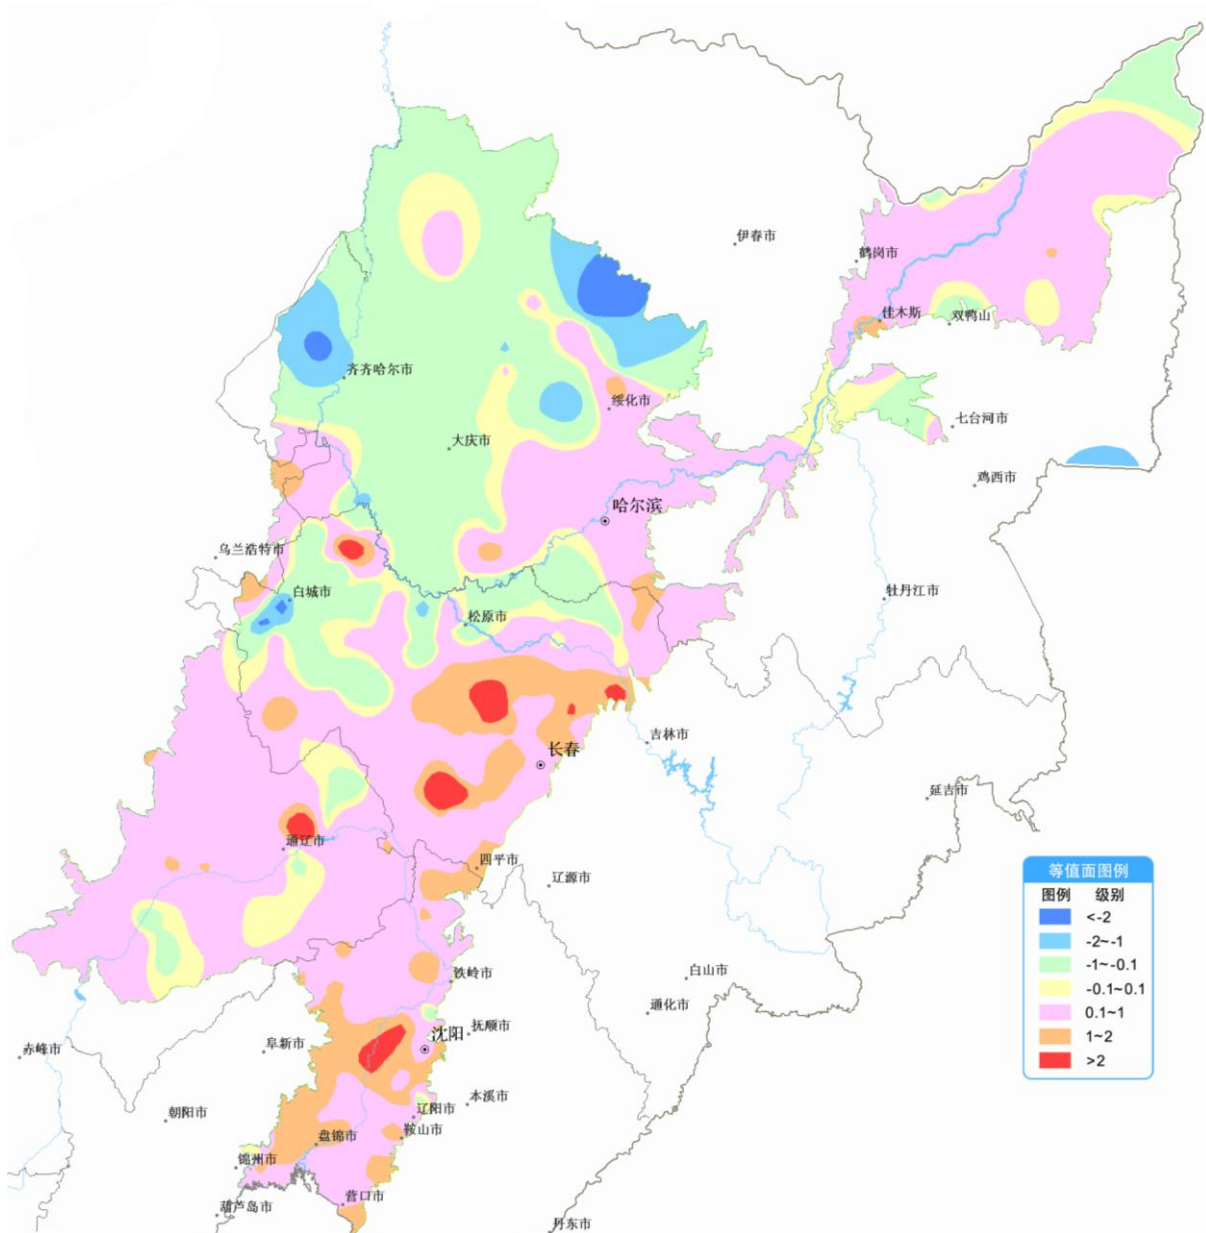 伊春市
鹤岗市
佳木斯
双鸭山
齐齐哈尔市
绥化市
七台河市
大庆市
鸡西市
哈尔滨
乌兰浩特市
白城市
牡丹江市
松原市
吉林市
长春
延吉市
通辽市
四平市
辽源市
等值面图例
图例 级别
<-2
-2~-1
-1~-0.1
-0.1~0.1
0.1~1
1~2
>2
铁岭市
白山市
通化市
沈阳
抚顺市
赤峰市
阜新市
本溪市
朝阳市
辽阳市
盘锦市
鞍山市
锦州市
营口市
葫芦岛市
丹东市